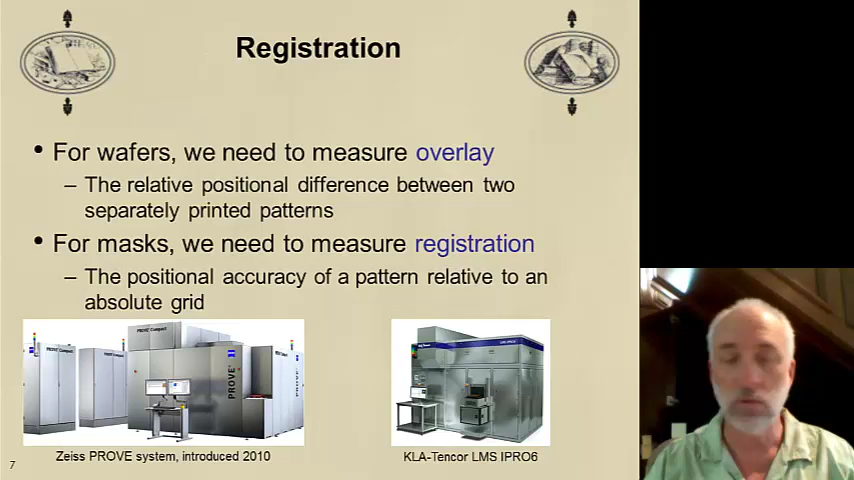 Registration
• For wafers, we need to measure overlay
– The relative positional difference between two
separately printed patterns
• For masks, we need to measure registration
– The positional accuracy of a pattern relative to an
absolute grid
PROVE
Zeiss PROVE system, introduced 2010
KLA-Tencor LMS IPRO6
7